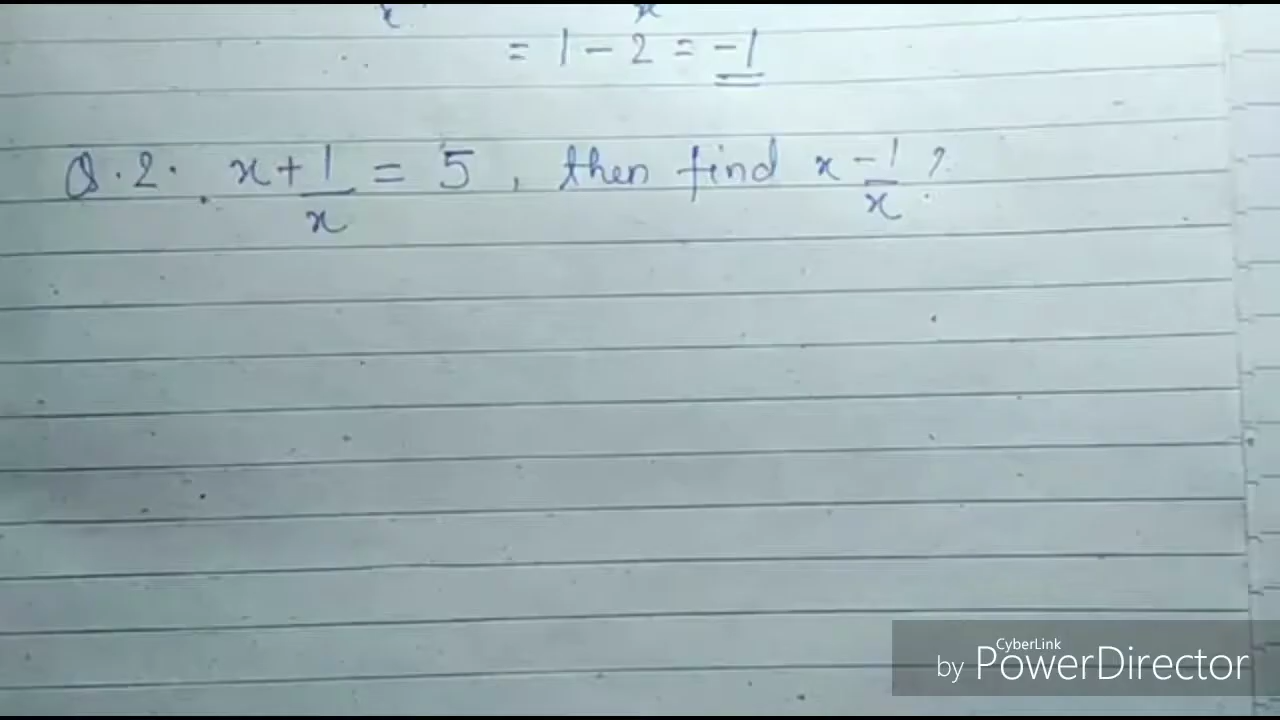 x x
= 1 - 2 = -1
Q.2. x + 1/x = 5, then find x - 1/x ?
CyberLink
by PowerDirector